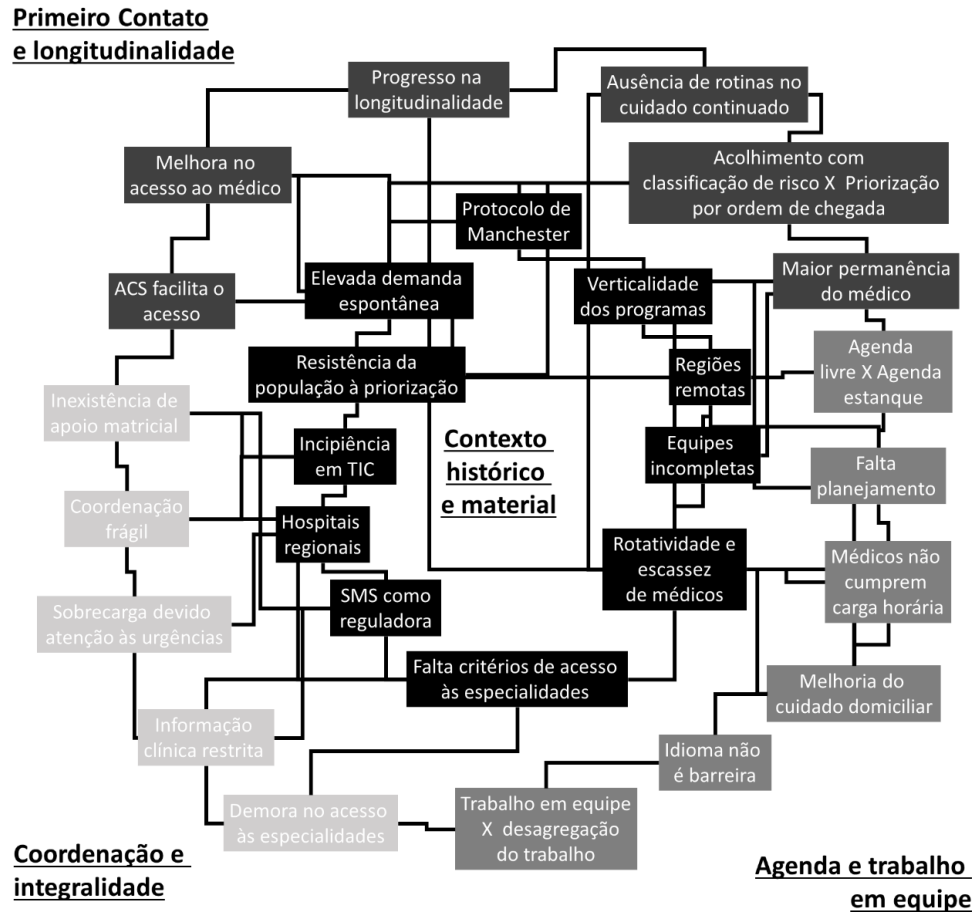 Primeiro Contato
e longitudinalidade
Progresso na
longitudinalidade
Ausência de rotinas no
cuidado continuado
Melhora no
acesso ao médico
Acolhimento com
classificação de risco X Priorização
por ordem de chegada
Protocolo de
Manchester
ACS facilita o
acesso
Elevada demanda
espontânea
Verticalidade
dos programas
Maior permanência
do médico
Resistência da
população à priorização
Regiões
remotas
Agenda
livre X Agenda
estanque
Inexistência de
apoio matricial
Incipiência
em TIC
Contexto
histórico
e material
Equipes
incompletas
Falta
planejamento
Coordenação
frágil
Hospitais
regionais
Rotatividade e
escassez
de médicos
Médicos não
cumprem
carga horária
Sobrecarga devido
atenção às urgências
SMS como
reguladora
Falta critérios de acesso
às especialidades
Melhoria do
cuidado domiciliar
Informação
clínica restrita
Idioma não
é barreira
Demora no acesso
às especialidades
Trabalho em equipe
X desagregação
do trabalho
Coordenação e
integralidade
Agenda e trabalho
em equipe